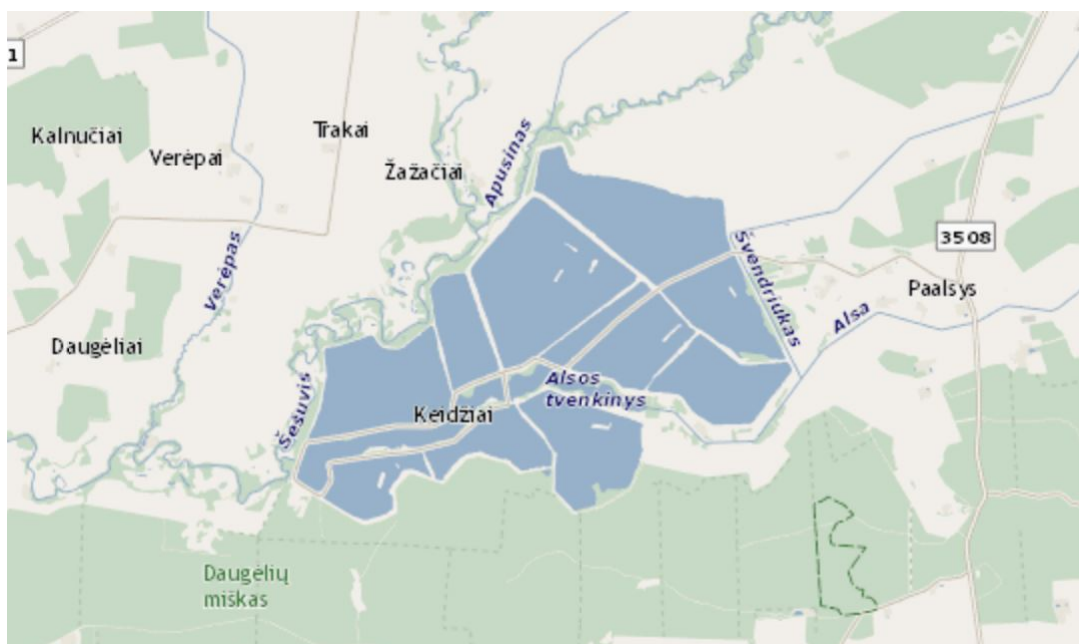 1
Kalnučiai
Trakai
Verėpai
Žažačiai
Apusinas
Verėpas
Švendriukas
3508
Paalsys
Alsa
Daugėliai
Šešuvis
Alsos
tvenkinys
Keidžiai
Daugėlių
miškas